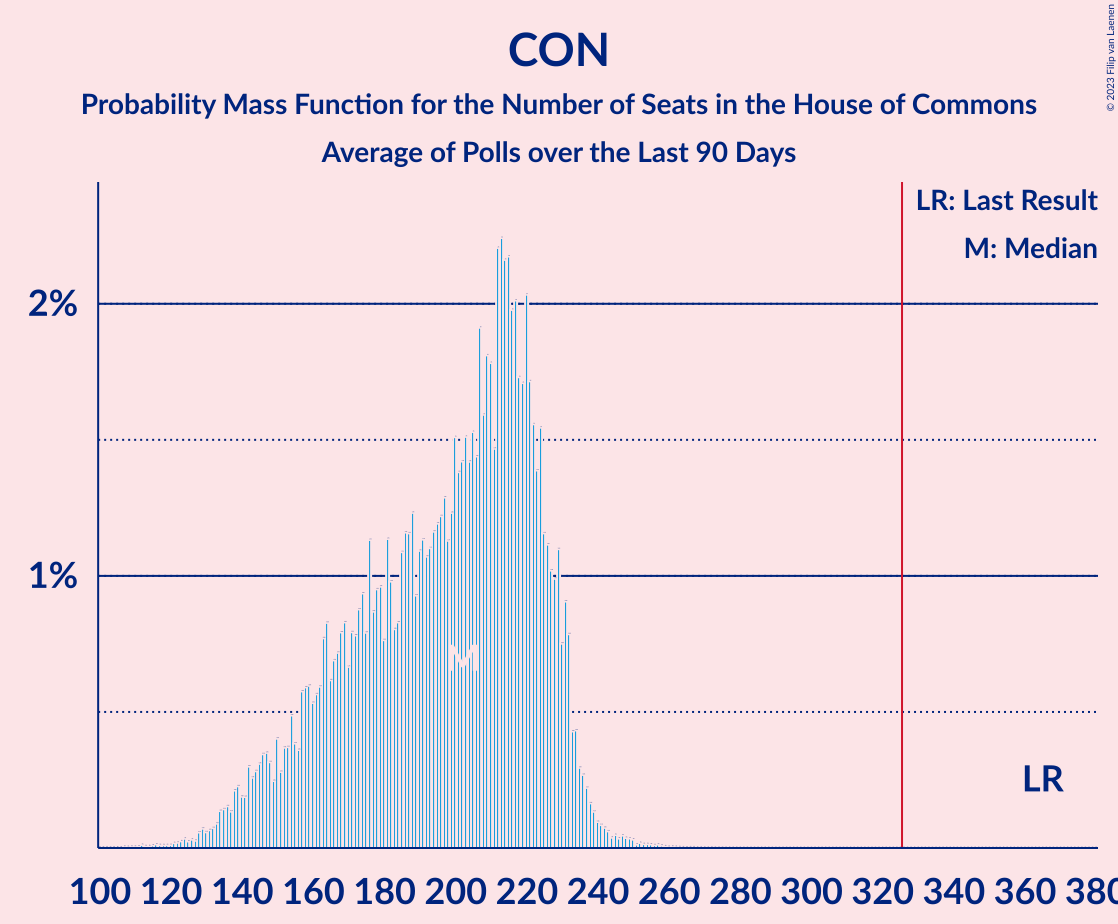 CON
Probability Mass Function for the Number of Seats in the House of Commons
Average of Polls over the Last 90 Days
© 2023 Filip van Laenen
LR: Last Result
M: Median
2%
1%
M
LR
100 120 140 160 180 200 220 240 260 280 300 320 340 360 380